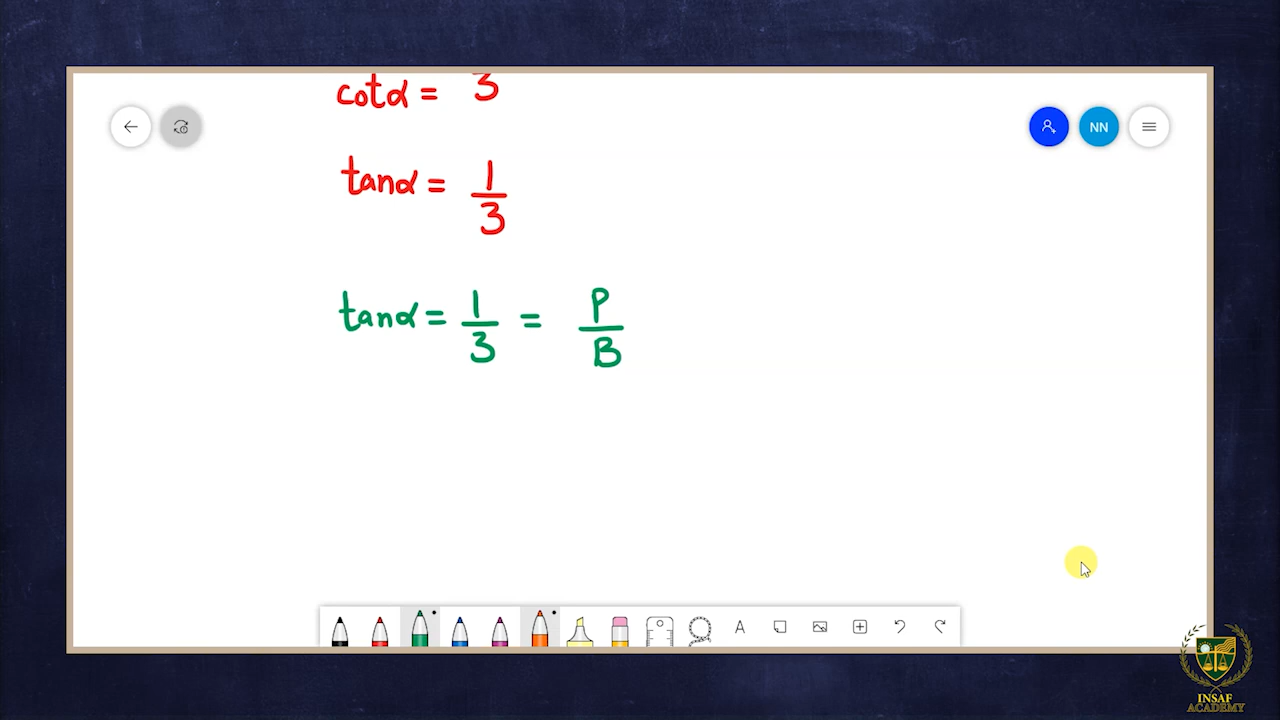 cotα = 3
NN
tanα = 1/3
tanα = 1/3 = P/B
A
INSAF
ACADEMY